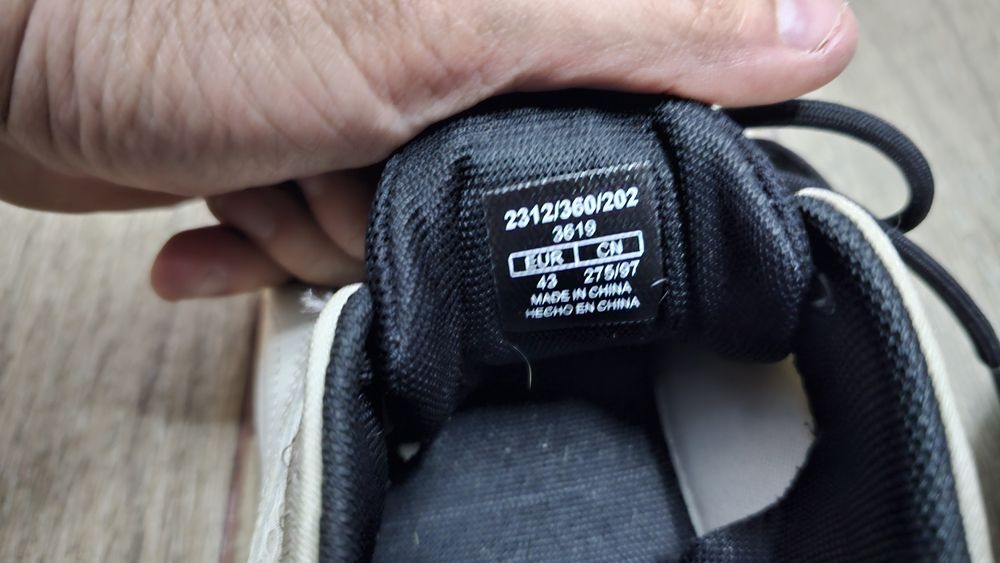 2312/360/202
3619
EUR CN
43 275/97
MADE IN CHINA
HECHO EN CHINA